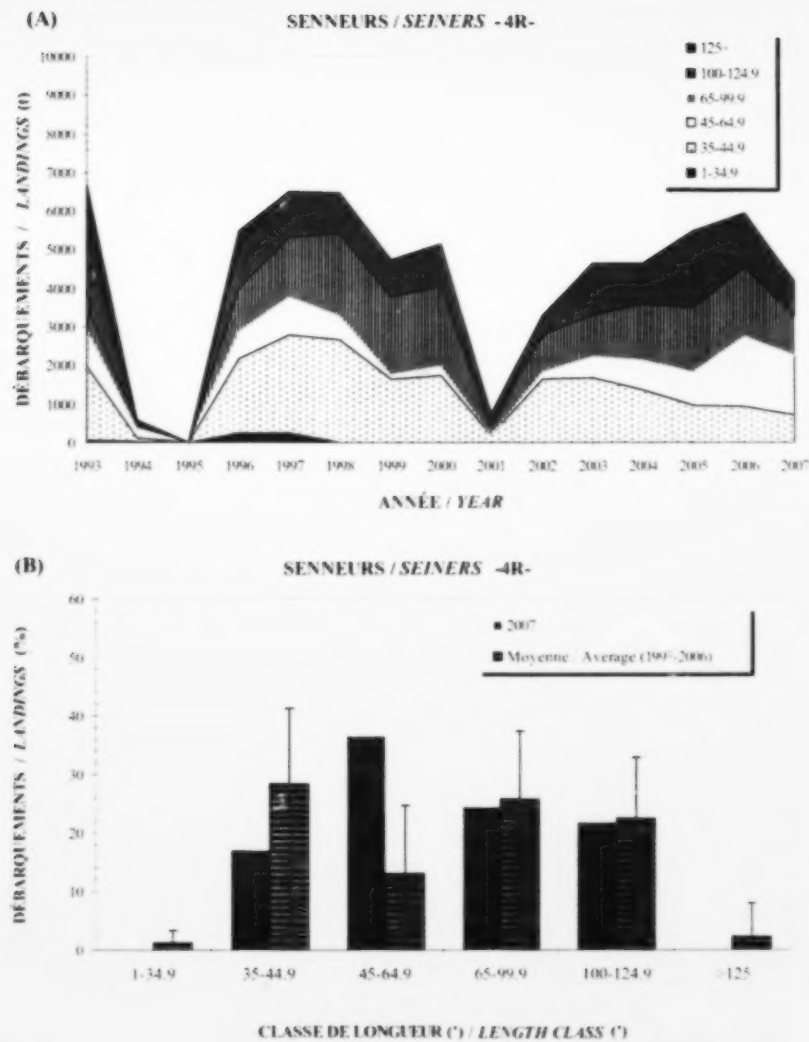 (A)
SENNEURS / SEINERS -4R-
DÉBARQUEMENTS / LANDINGS (t)
10000
9000
8000
7000
6000
5000
4000
3000
2000
1000
0
125+
100-124.9
65-99.9
45-64.9
35-44.9
1-34.9
1993 1994 1995 1996 1997 1998 1999 2000 2001 2002 2003 2004 2005 2006 2007
ANNÉE / YEAR
(B)
SENNEURS / SEINERS -4R-
DÉBARQUEMENTS / LANDINGS (%)
60
50
40
30
20
10
0
2007
Moyenne / Average
1-34.9 35-44.9 45-64.9 65-99.9 100-124.9 >125
CLASSE DE LONGUEUR (') / LENGTH CLASS (')